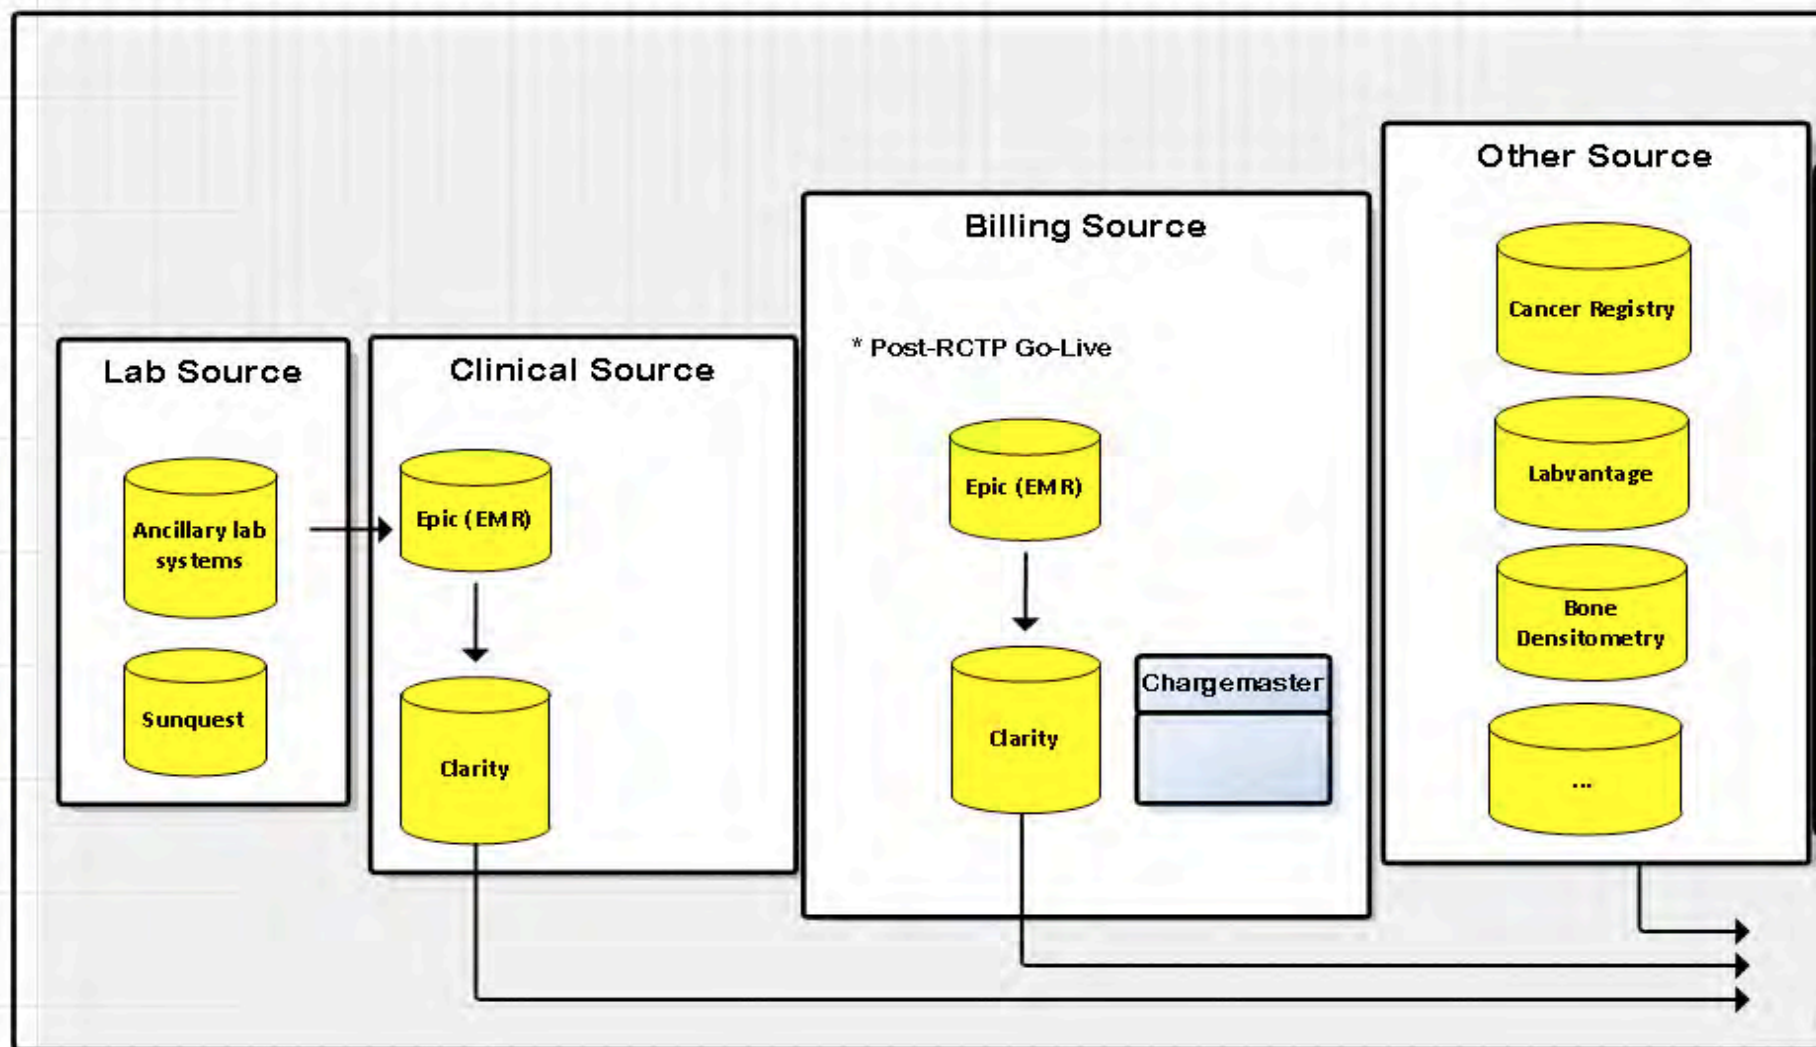 Lab Source
Ancillary lab
systems
Sunquest
Clinical Source
Epic (EMR)
Clarity
Billing Source
* Post-RCTP Go-Live
Epic (EMR)
Clarity
Chargemaster
Other Source
Cancer Registry
Labvantage
Bone
Densitometry
...